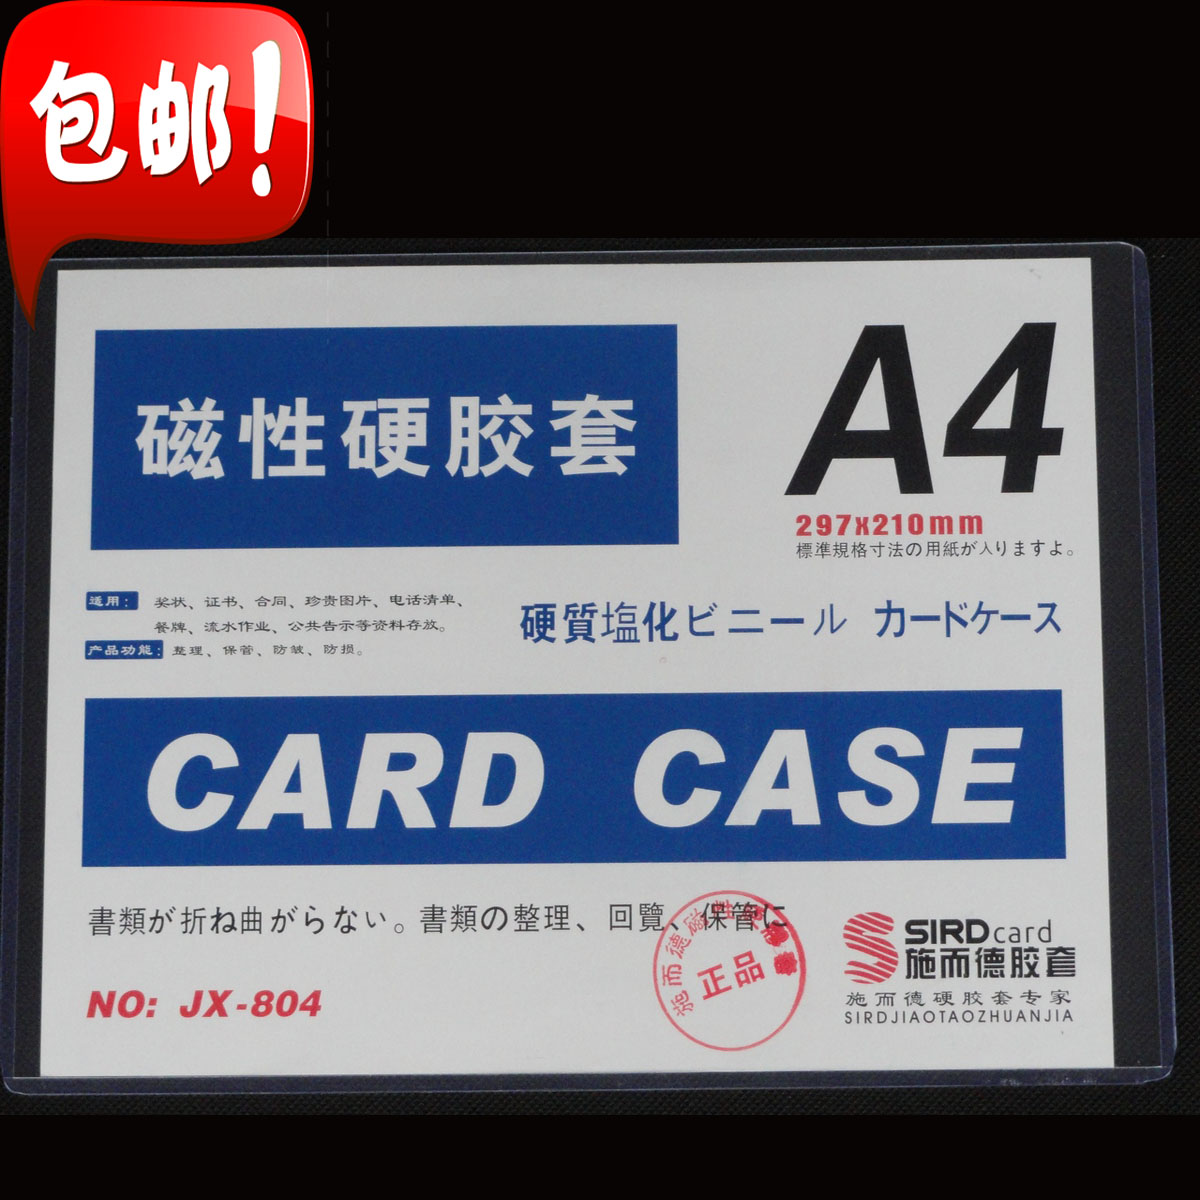 包邮!
磁性硬胶套
A4
297x210mm
標準規格寸法の用紙が入りますよ。
适用: 奖状、证书、合同、珍贵图片、电话清单、
餐牌、流水作业、公共告示等资料存放。
产品功能: 整理、保管、防皱、防损。
硬質塩化ビニール カードケース
CARD CASE
書類が折ね曲がらない。書類の整理、回覽、保管に
NO: JX-804
施而德磁性
正品
SIRDcard
施而德胶套
施而德硬胶套专家
SIRDJIAOTAOZHUANJIA